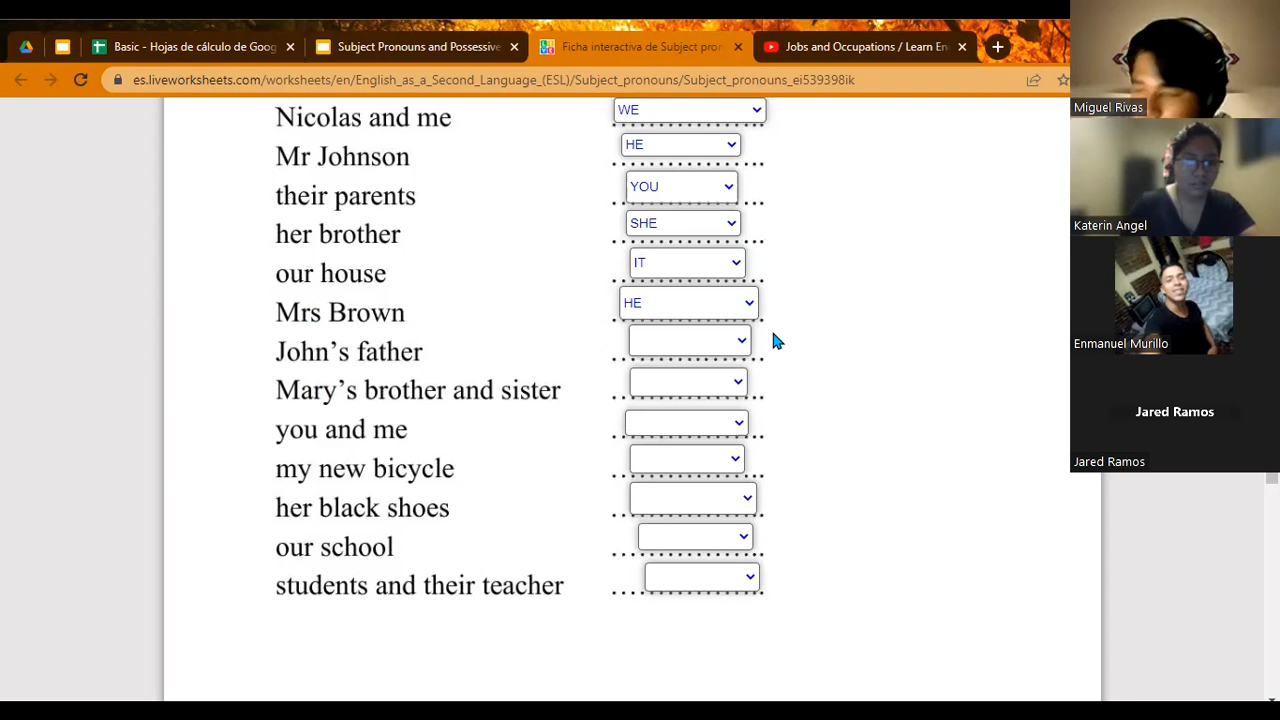 Basic - Hojas de cálculo de Goog
Subject Pronouns and Possessive
Ficha interactiva de Subject pron
Jobs and Occupations / Learn En
es.liveworksheets.com/worksheets/en/English_as_a_Second_Language_(ESL)/Subject_pronouns/Subject_pronouns_ei539398ik
Nicolas and me WE
Mr Johnson HE
their parents YOU
her brother SHE
our house IT
Mrs Brown HE
John’s father
Mary’s brother and sister
you and me
my new bicycle
her black shoes
our school
students and their teacher
Miguel Rivas
Katerin Angel
Enmanuel Murillo
Jared Ramos
Jared Ramos